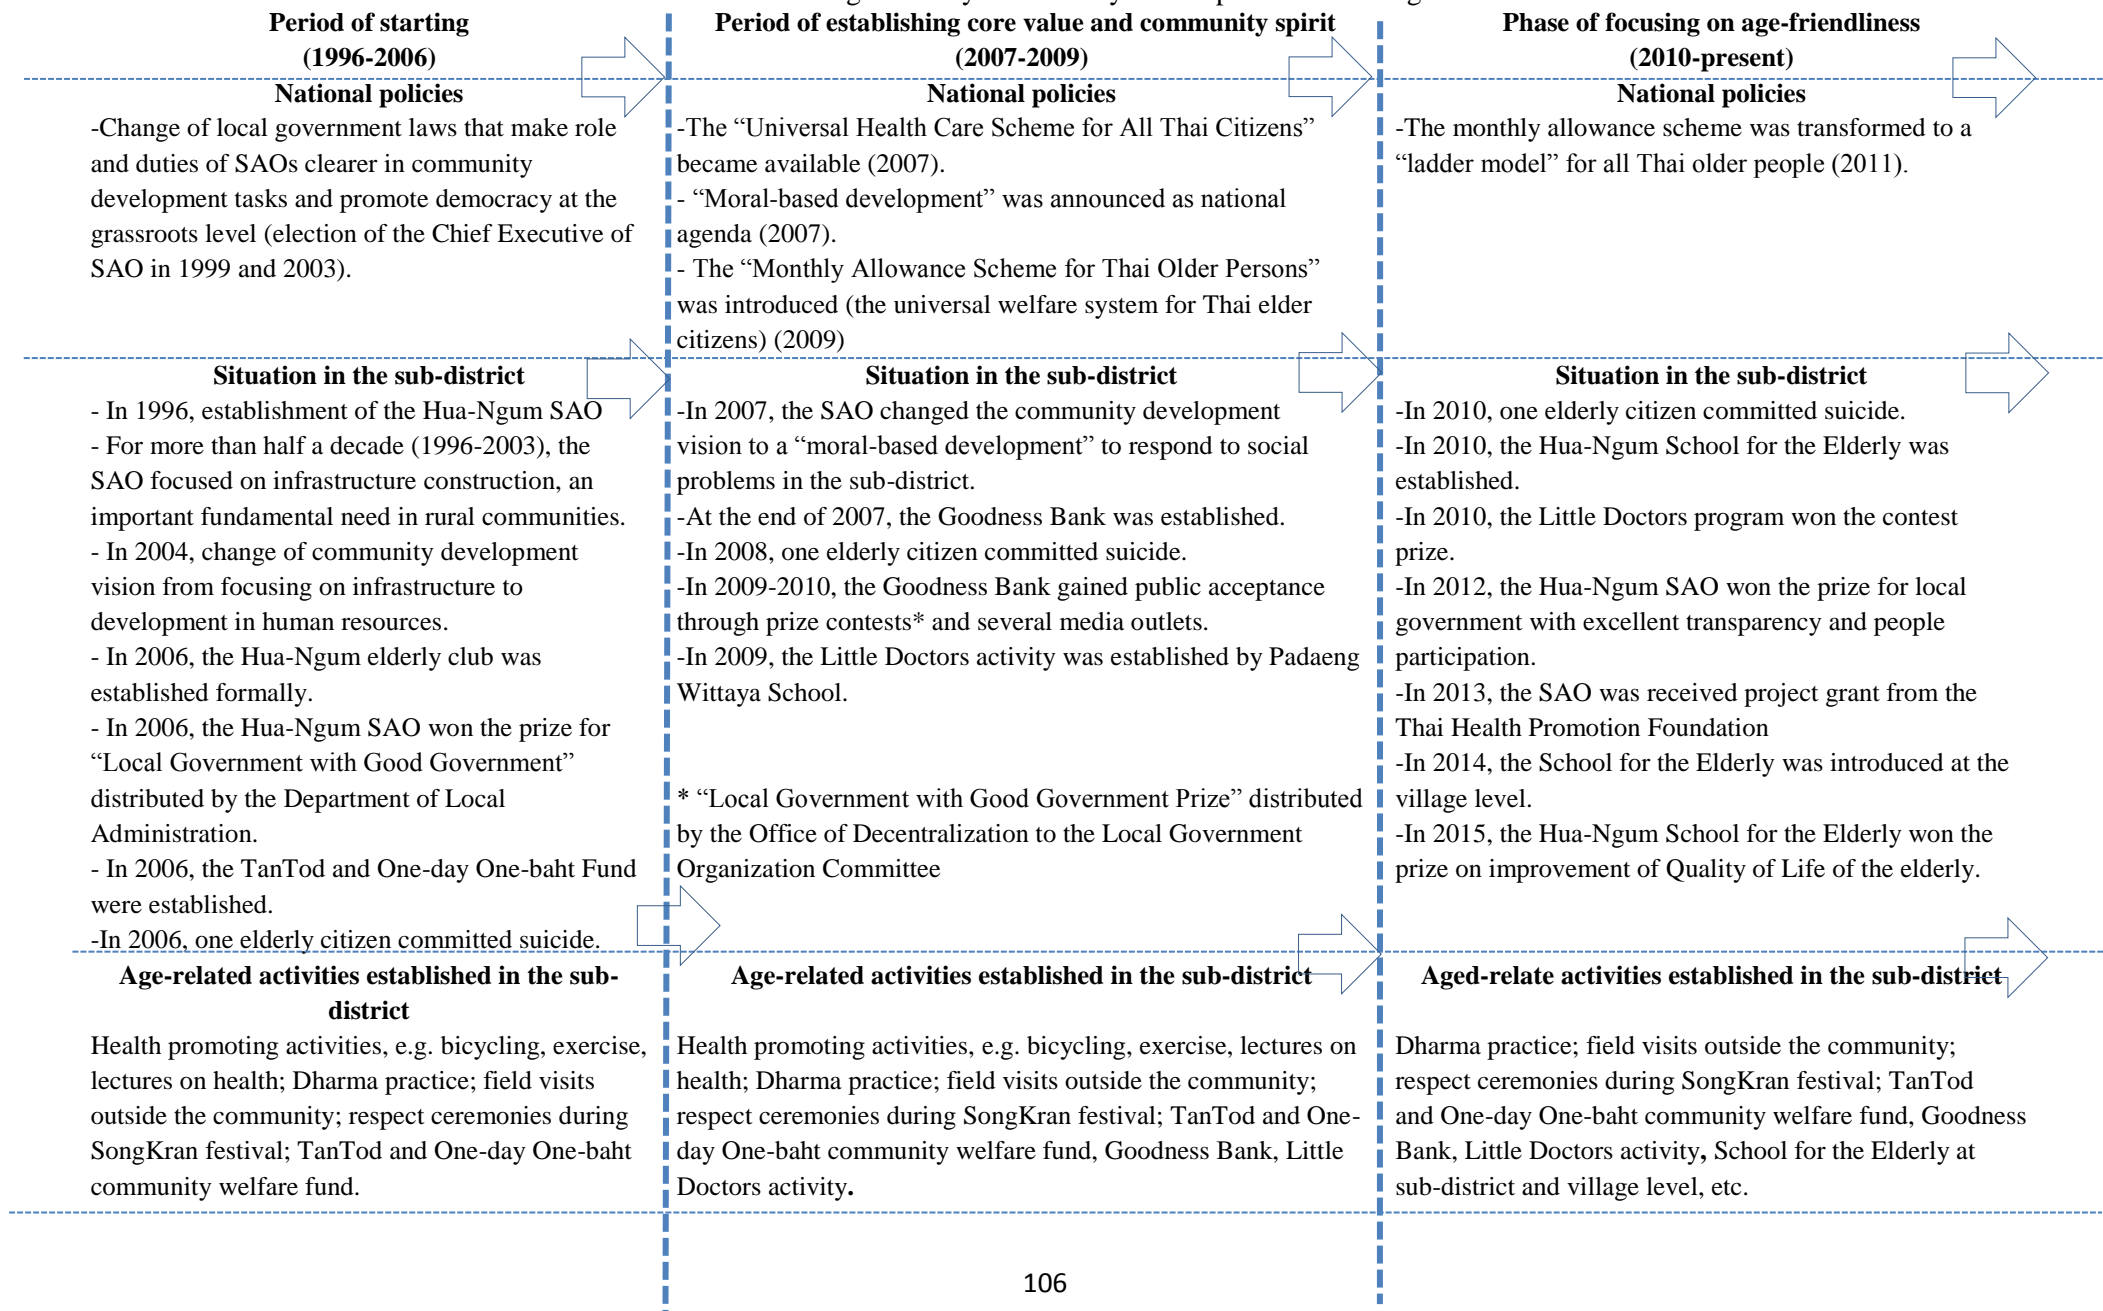 Period of starting
(1996-2006)
Period of establishing core value and community spirit
(2007-2009)
Phase of focusing on age-friendliness
(2010-present)
National policies
-Change of local government laws that make role
and duties of SAOs clearer in community
development tasks and promote democracy at the
grassroots level (election of the Chief Executive of
SAO in 1999 and 2003).
National policies
-The “Universal Health Care Scheme for All Thai Citizens”
became available (2007).
- “Moral-based development” was announced as national
agenda (2007).
- The “Monthly Allowance Scheme for Thai Older Persons”
was introduced (the universal welfare system for Thai elder
citizens) (2009)
National policies
-The monthly allowance scheme was transformed to a
“ladder model” for all Thai older people (2011).
Situation in the sub-district
- In 1996, establishment of the Hua-Ngum SAO
- For more than half a decade (1996-2003), the
SAO focused on infrastructure construction, an
important fundamental need in rural communities.
- In 2004, change of community development
vision from focusing on infrastructure to
development in human resources.
- In 2006, the Hua-Ngum elderly club was
established formally.
- In 2006, the Hua-Ngum SAO won the prize for
“Local Government with Good Government”
distributed by the Department of Local
Administration.
- In 2006, the TanTod and One-day One-baht Fund
were established.
-In 2006, one elderly citizen committed suicide.
Situation in the sub-district
-In 2007, the SAO changed the community development
vision to a “moral-based development” to respond to social
problems in the sub-district.
-At the end of 2007, the Goodness Bank was established.
-In 2008, one elderly citizen committed suicide.
-In 2009-2010, the Goodness Bank gained public acceptance
through prize contests* and several media outlets.
-In 2009, the Little Doctors activity was established by Padaeng
Wittaya School.
* “Local Government with Good Government Prize” distributed
by the Office of Decentralization to the Local Government
Organization Committee
Situation in the sub-district
-In 2010, one elderly citizen committed suicide.
-In 2010, the Hua-Ngum School for the Elderly was
established.
-In 2010, the Little Doctors program won the contest
prize.
-In 2012, the Hua-Ngum SAO won the prize for local
government with excellent transparency and people
participation.
-In 2013, the SAO was received project grant from the
Thai Health Promotion Foundation
-In 2014, the School for the Elderly was introduced at the
village level.
-In 2015, the Hua-Ngum School for the Elderly won the
prize on improvement of Quality of Life of the elderly.
Age-related activities established in the sub-
district
Health promoting activities, e.g. bicycling, exercise,
lectures on health; Dharma practice; field visits
outside the community; respect ceremonies during
SongKran festival; TanTod and One-day One-baht
community welfare fund.
Age-related activities established in the sub-district
Health promoting activities, e.g. bicycling, exercise, lectures on
health; Dharma practice; field visits outside the community;
respect ceremonies during SongKran festival; TanTod and One-
day One-baht community welfare fund, Goodness Bank, Little
Doctors activity.
Aged-relate activities established in the sub-district
Dharma practice; field visits outside the community;
respect ceremonies during SongKran festival; TanTod
and One-day One-baht community welfare fund, Goodness
Bank, Little Doctors activity, School for the Elderly at
sub-district and village level, etc.
106